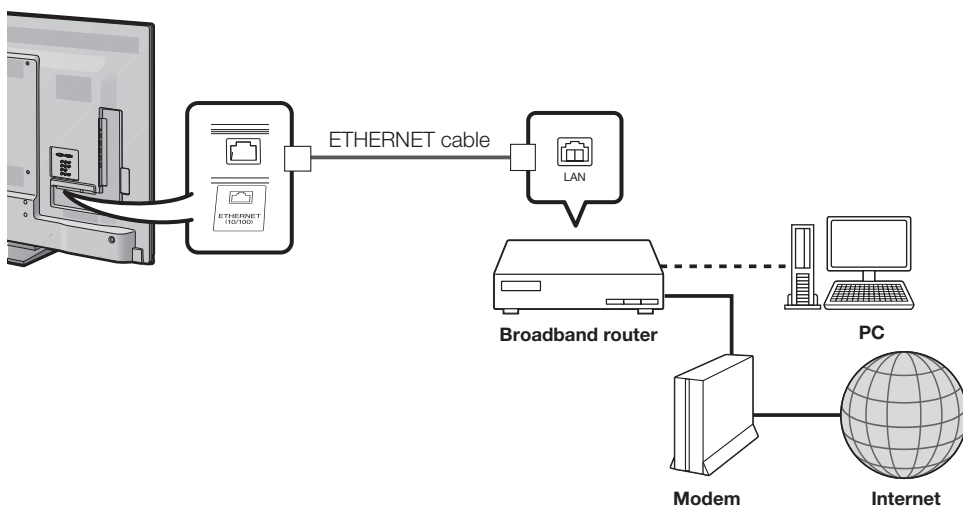 ETHERNET cable
LAN
ETHERNET
(10/100)
Broadband router
PC
Modem
Internet